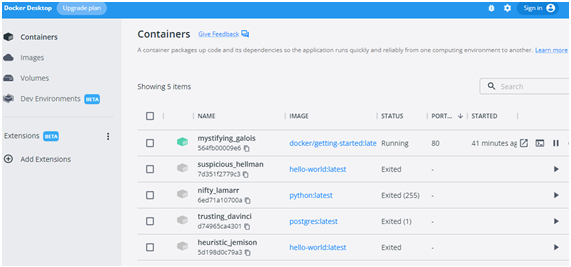 Docker Desktop Upgrade plan Sign in
Containers
Images
Volumes
Dev Environments BETA
Extensions BETA
Add Extensions
Containers Give Feedback
A container packages up code and its dependencies so the application runs quickly and reliably from one computing environment to another. Learn more
Showing 5 items
Search
NAME IMAGE STATUS PORT... STARTED
mystifying_galois
564fb00009e6
docker/getting-started:late Running 80 41 minutes ag
suspicious_hellman
7d351f2779c3
hello-world:latest Exited -
nifty_lamarr
6ed71a10700a
python:latest Exited (255) -
trusting_davinci
d74965ca4301
postgres:latest Exited (1) -
heuristic_jemison
5d198d0c79a3
hello-world:latest Exited -